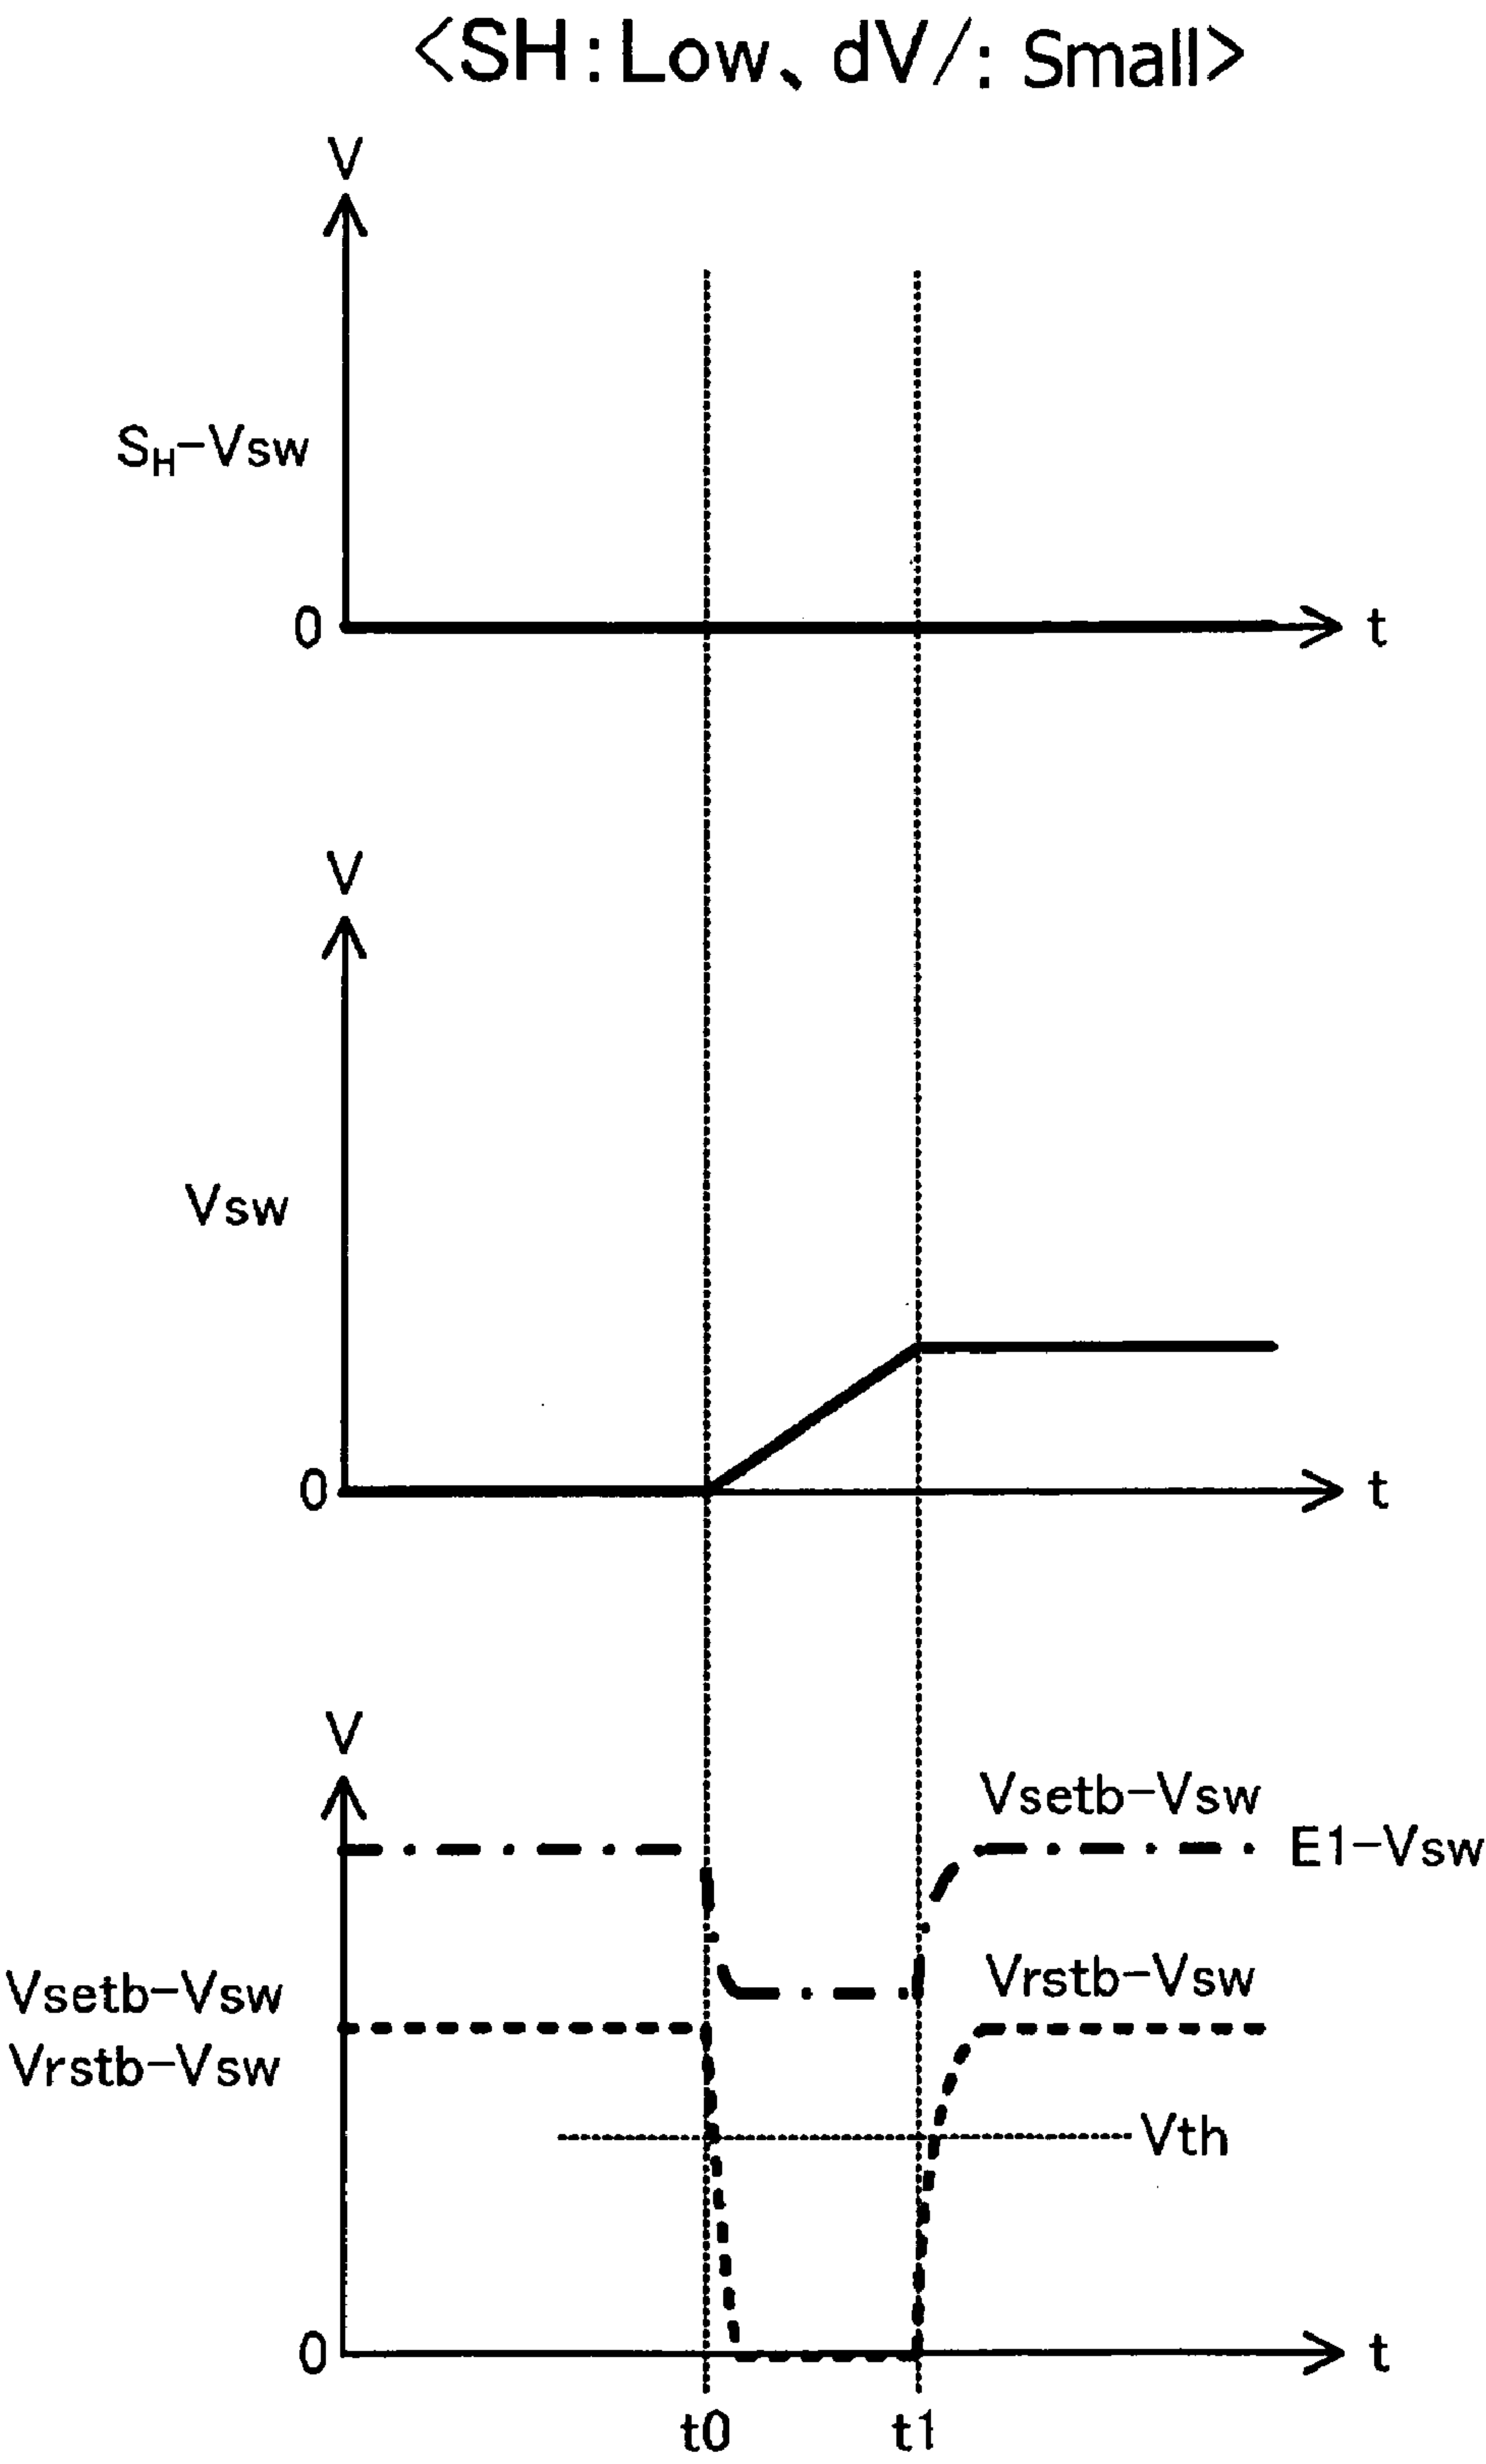 <SH:Low、dV/: Small>
V
SH-Vsw
0
t
V
Vsw
0
t
V
Vsetb-Vsw
E1-Vsw
Vsetb-Vsw
Vrstb-Vsw
Vrstb-Vsw
Vth
0
t
t0
t1